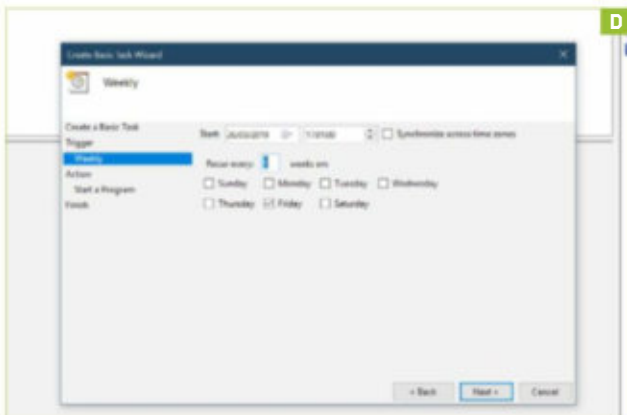 D
Create Basic Task Wizard
Weekly
Create a Basic Task
Trigger
Weekly
Action
Start a Program
Finish
Start: Synchronize across time zones
Recur every: weeks on:
Sunday Monday Tuesday Wednesday
Thursday Friday Saturday
< Back Next > Cancel